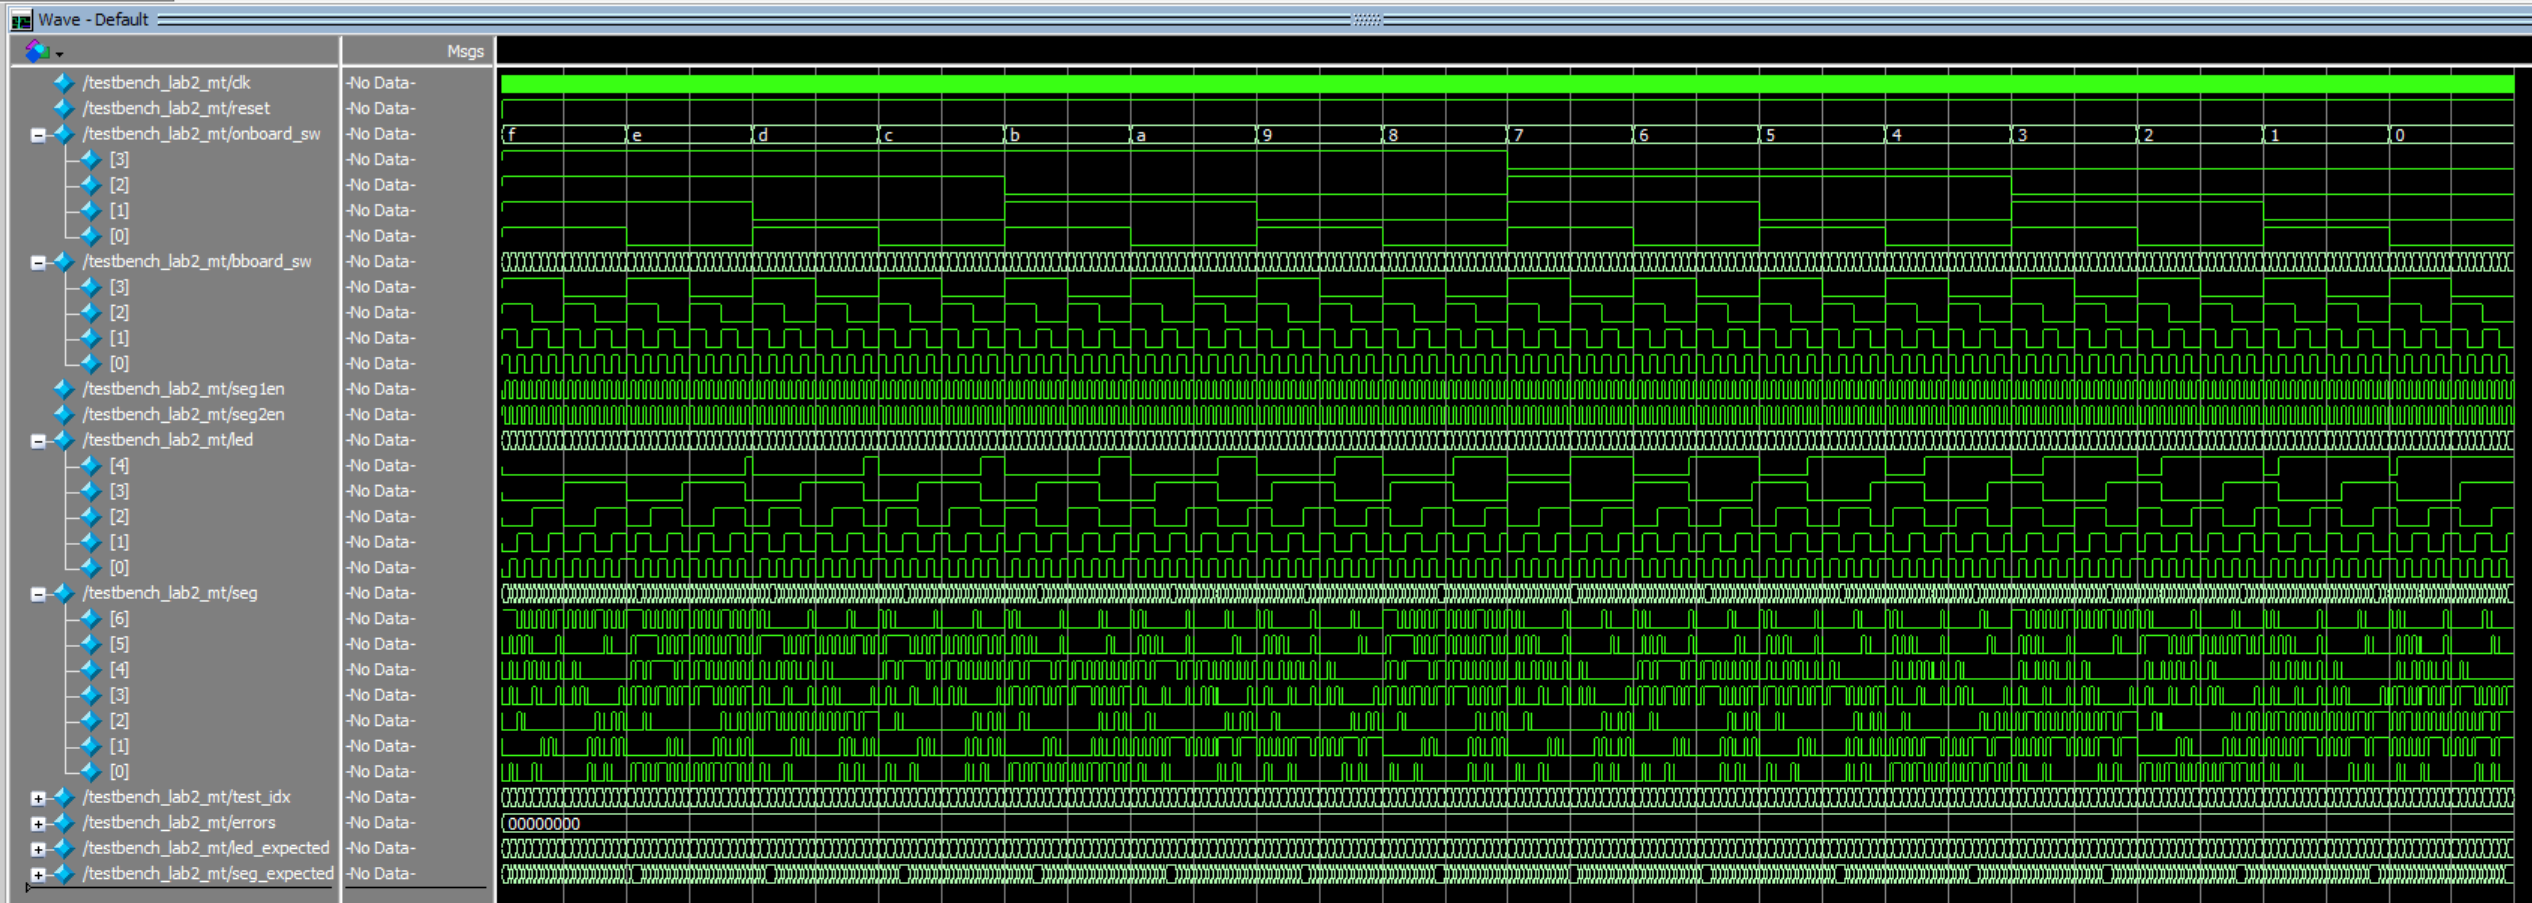 Wave - Default
Msgs
/testbench_lab2_mt/clk -No Data-
/testbench_lab2_mt/reset -No Data-
/testbench_lab2_mt/onboard_sw -No Data- f e d c b a 9 8 7 6 5 4 3 2 1 0
[3] -No Data-
[2] -No Data-
[1] -No Data-
[0] -No Data-
/testbench_lab2_mt/bboard_sw -No Data-
[3] -No Data-
[2] -No Data-
[1] -No Data-
[0] -No Data-
/testbench_lab2_mt/seg1en -No Data-
/testbench_lab2_mt/seg2en -No Data-
/testbench_lab2_mt/led -No Data-
[4] -No Data-
[3] -No Data-
[2] -No Data-
[1] -No Data-
[0] -No Data-
/testbench_lab2_mt/seg -No Data-
[6] -No Data-
[5] -No Data-
[4] -No Data-
[3] -No Data-
[2] -No Data-
[1] -No Data-
[0] -No Data-
/testbench_lab2_mt/test_idx -No Data-
/testbench_lab2_mt/errors -No Data- 00000000
/testbench_lab2_mt/led_expected -No Data-
/testbench_lab2_mt/seg_expected -No Data-